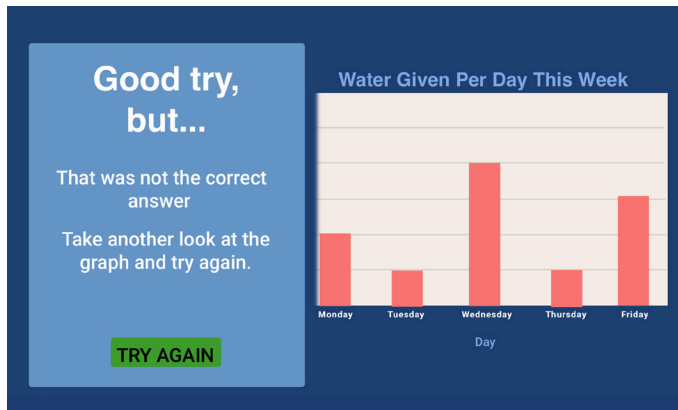 Good try,
but...
That was not the correct
answer
Take another look at the
graph and try again.
TRY AGAIN
Water Given Per Day This Week
Monday Tuesday Wednesday Thursday Friday
Day